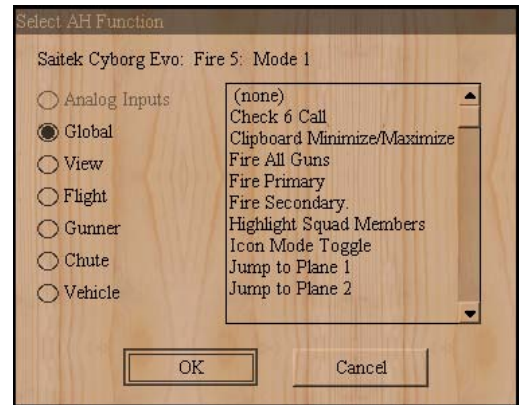 Select AH Function
Saitek Cyborg Evo: Fire 5: Mode 1
Analog Inputs
Global
View
Flight
Gunner
Chute
Vehicle
(none)
Check 6 Call
Clipboard Minimize/Maximize
Fire All Guns
Fire Primary
Fire Secondary.
Highlight Squad Members
Icon Mode Toggle
Jump to Plane 1
Jump to Plane 2
OK
Cancel